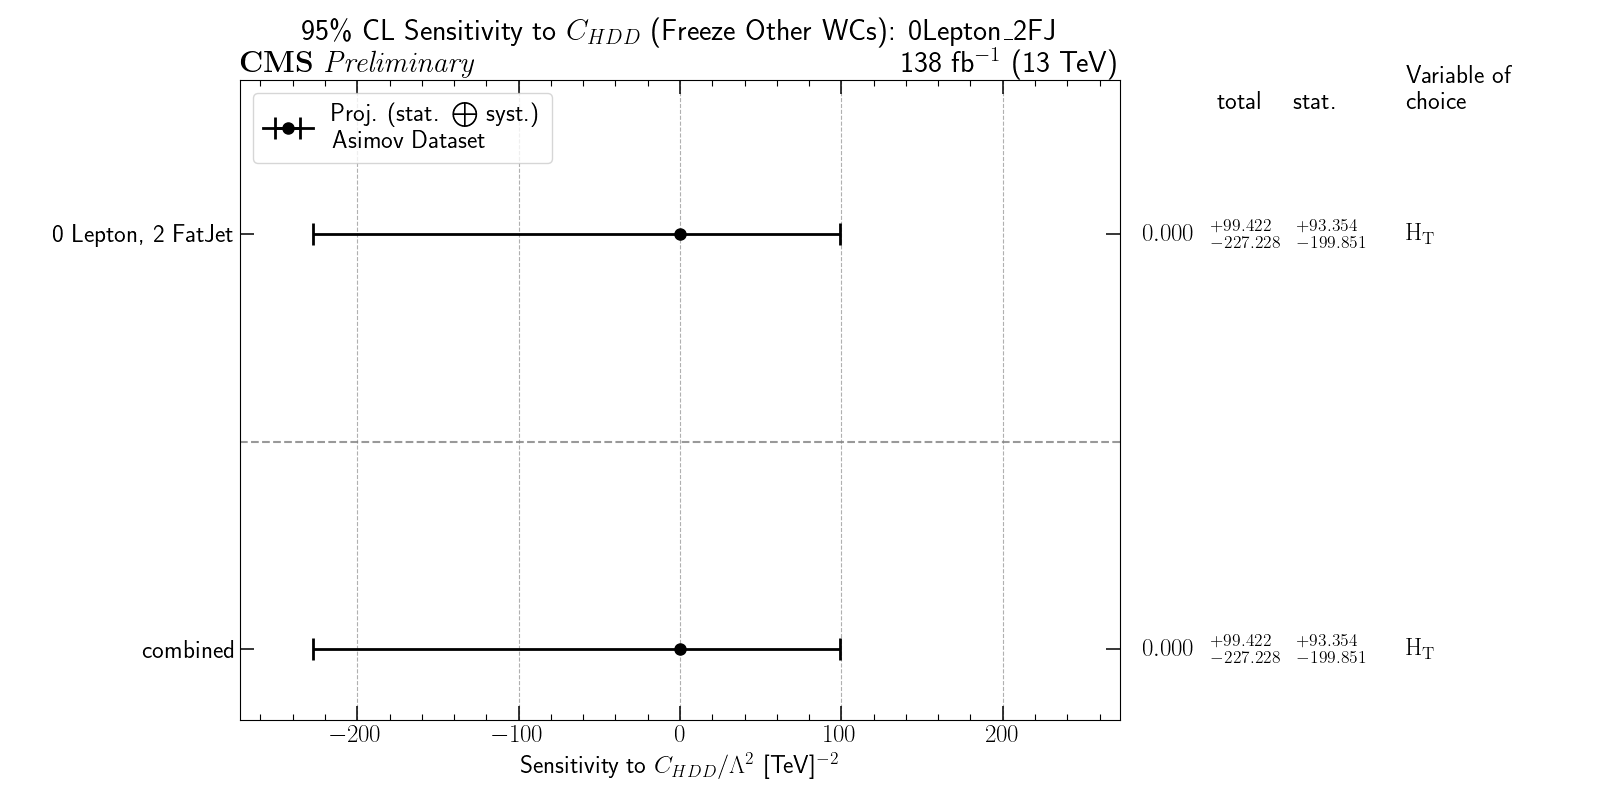 95% CL Sensitivity to C_HDD (Freeze Other WCs): 0Lepton_2FJ
CMS Preliminary 138 fb⁻¹ (13 TeV)
Variable of
choice
total stat.
Proj. (stat. ⊕ syst.)
Asimov Dataset
0 Lepton, 2 FatJet 0.000 +99.422 −227.228 +93.354 −199.851 H_T
combined 0.000 +99.422 −227.228 +93.354 −199.851 H_T
−200 −100 0 100 200
Sensitivity to C_HDD/Λ² [TeV]⁻²